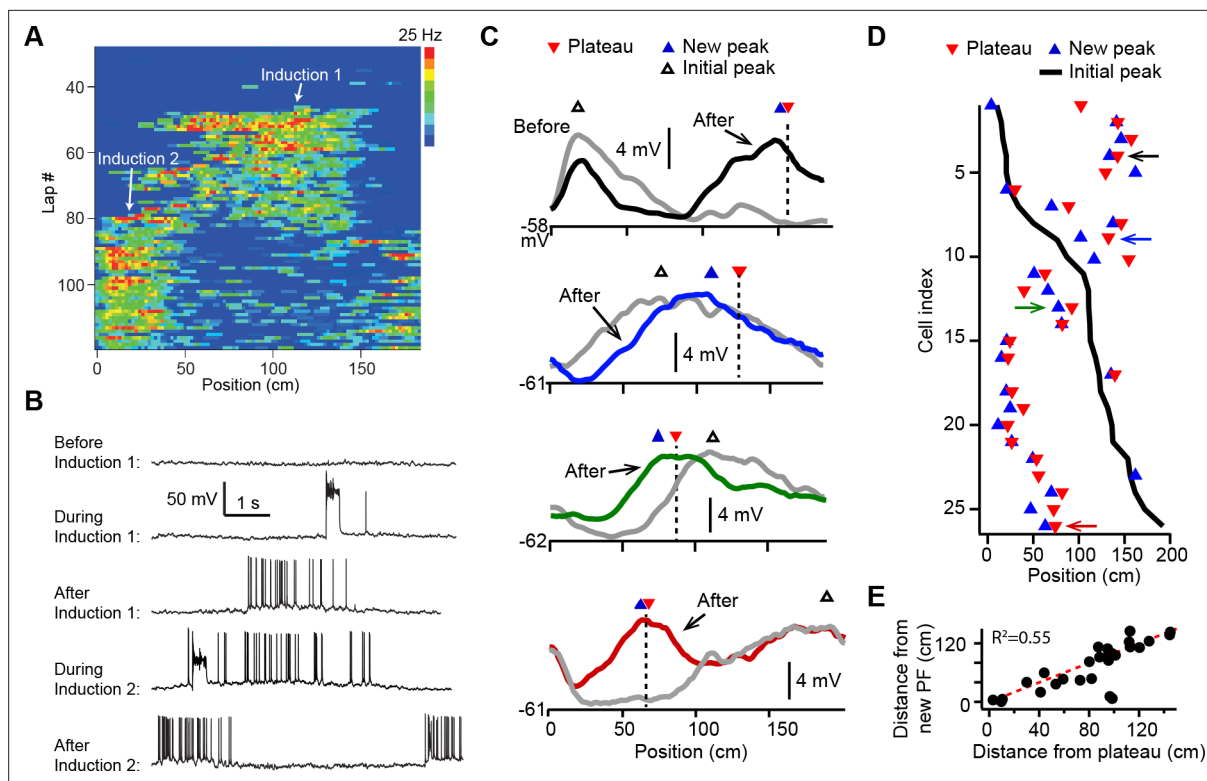 A
25 Hz
Induction 1
Induction 2
Lap #
40
60
80
100
0
50
100
150
Position (cm)
B
Before
Induction 1:
50 mV
1 s
During
Induction 1:
After
Induction 1:
During
Induction 2:
After
Induction 2:
C
Plateau
New peak
Initial peak
Before
After
4 mV
-58
mV
After
4 mV
-61
After
4 mV
-62
After
4 mV
-61
0
50
100
150
Position (cm)
D
Plateau
New peak
Initial peak
Cell index
5
10
15
20
25
0
50
100
150
200
Position (cm)
E
R²=0.55
Distance from
new PF (cm)
120
60
0
0
40
80
120
Distance from plateau (cm)